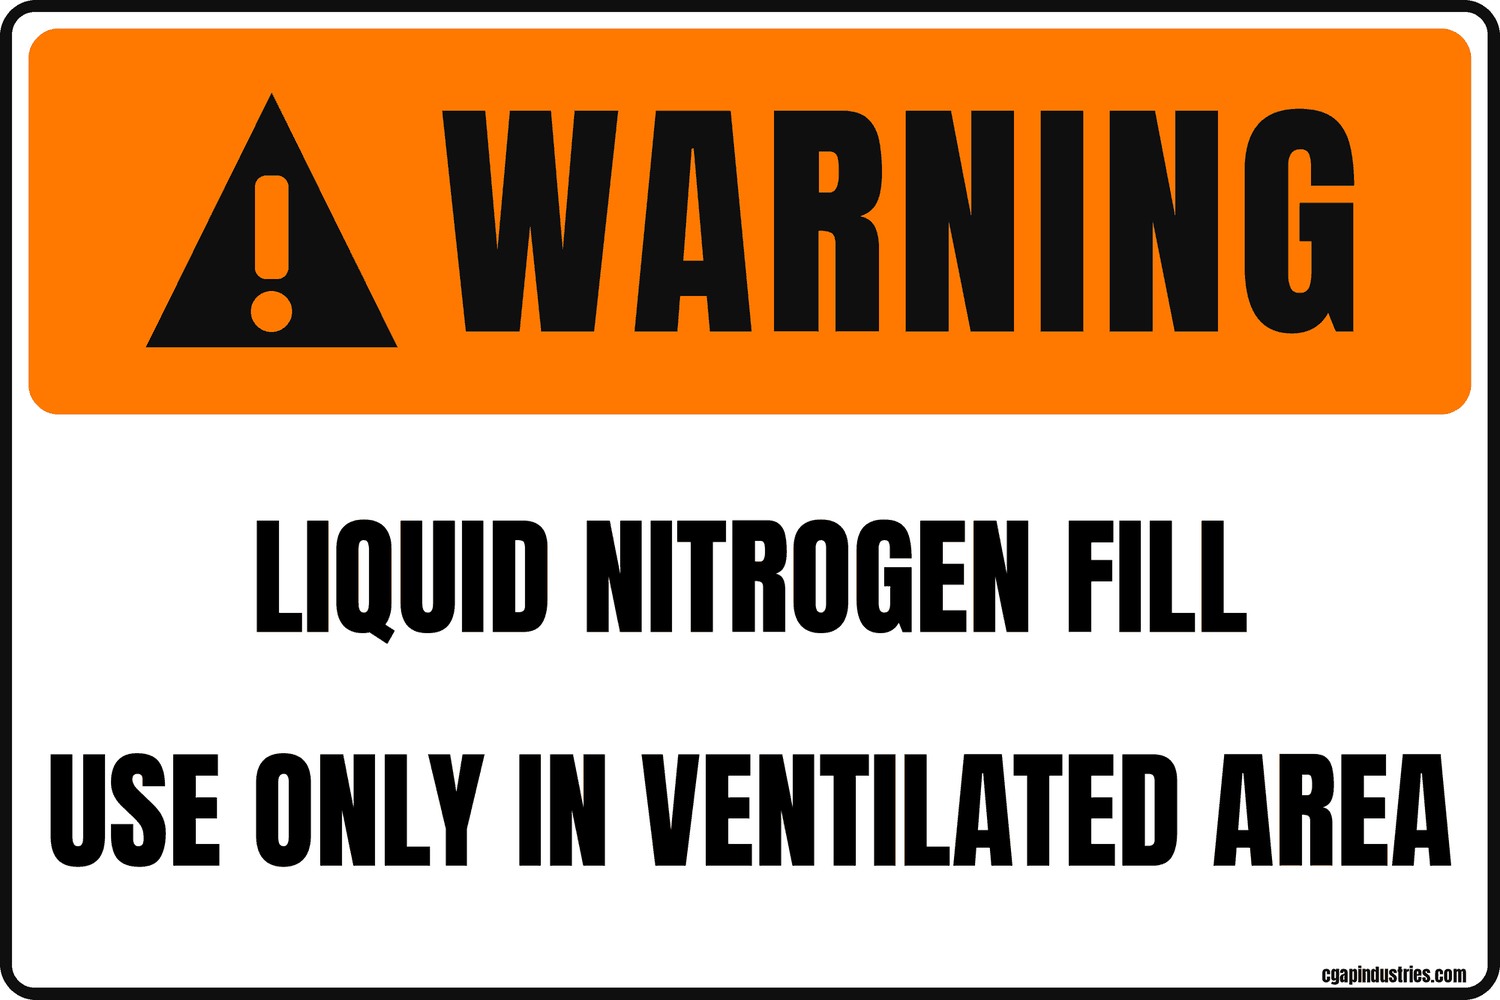 WARNING
LIQUID NITROGEN FILL
USE ONLY IN VENTILATED AREA
cgapindustries.com